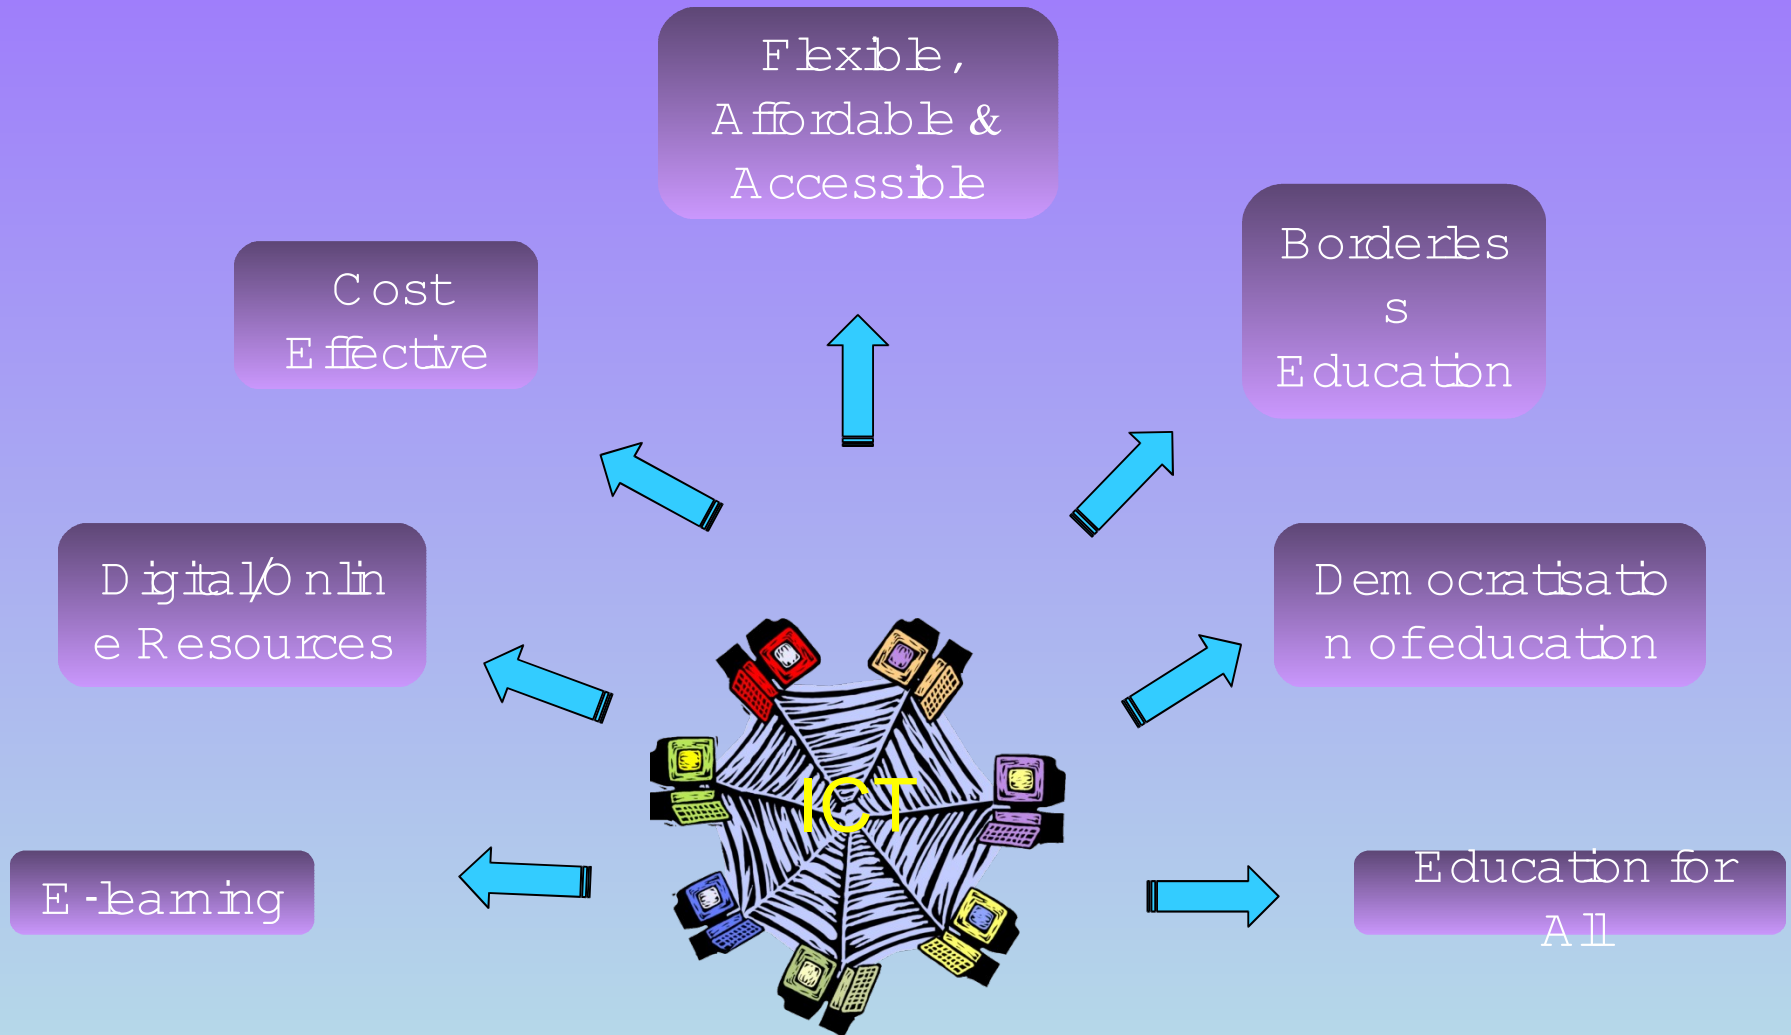 Flexible,
Affordable &
Accessible
Borderles
s
Education
Cost
Effective
Digital/Onlin
e Resources
Democratisatio
n of education
ICT
E-learning
Education for
All